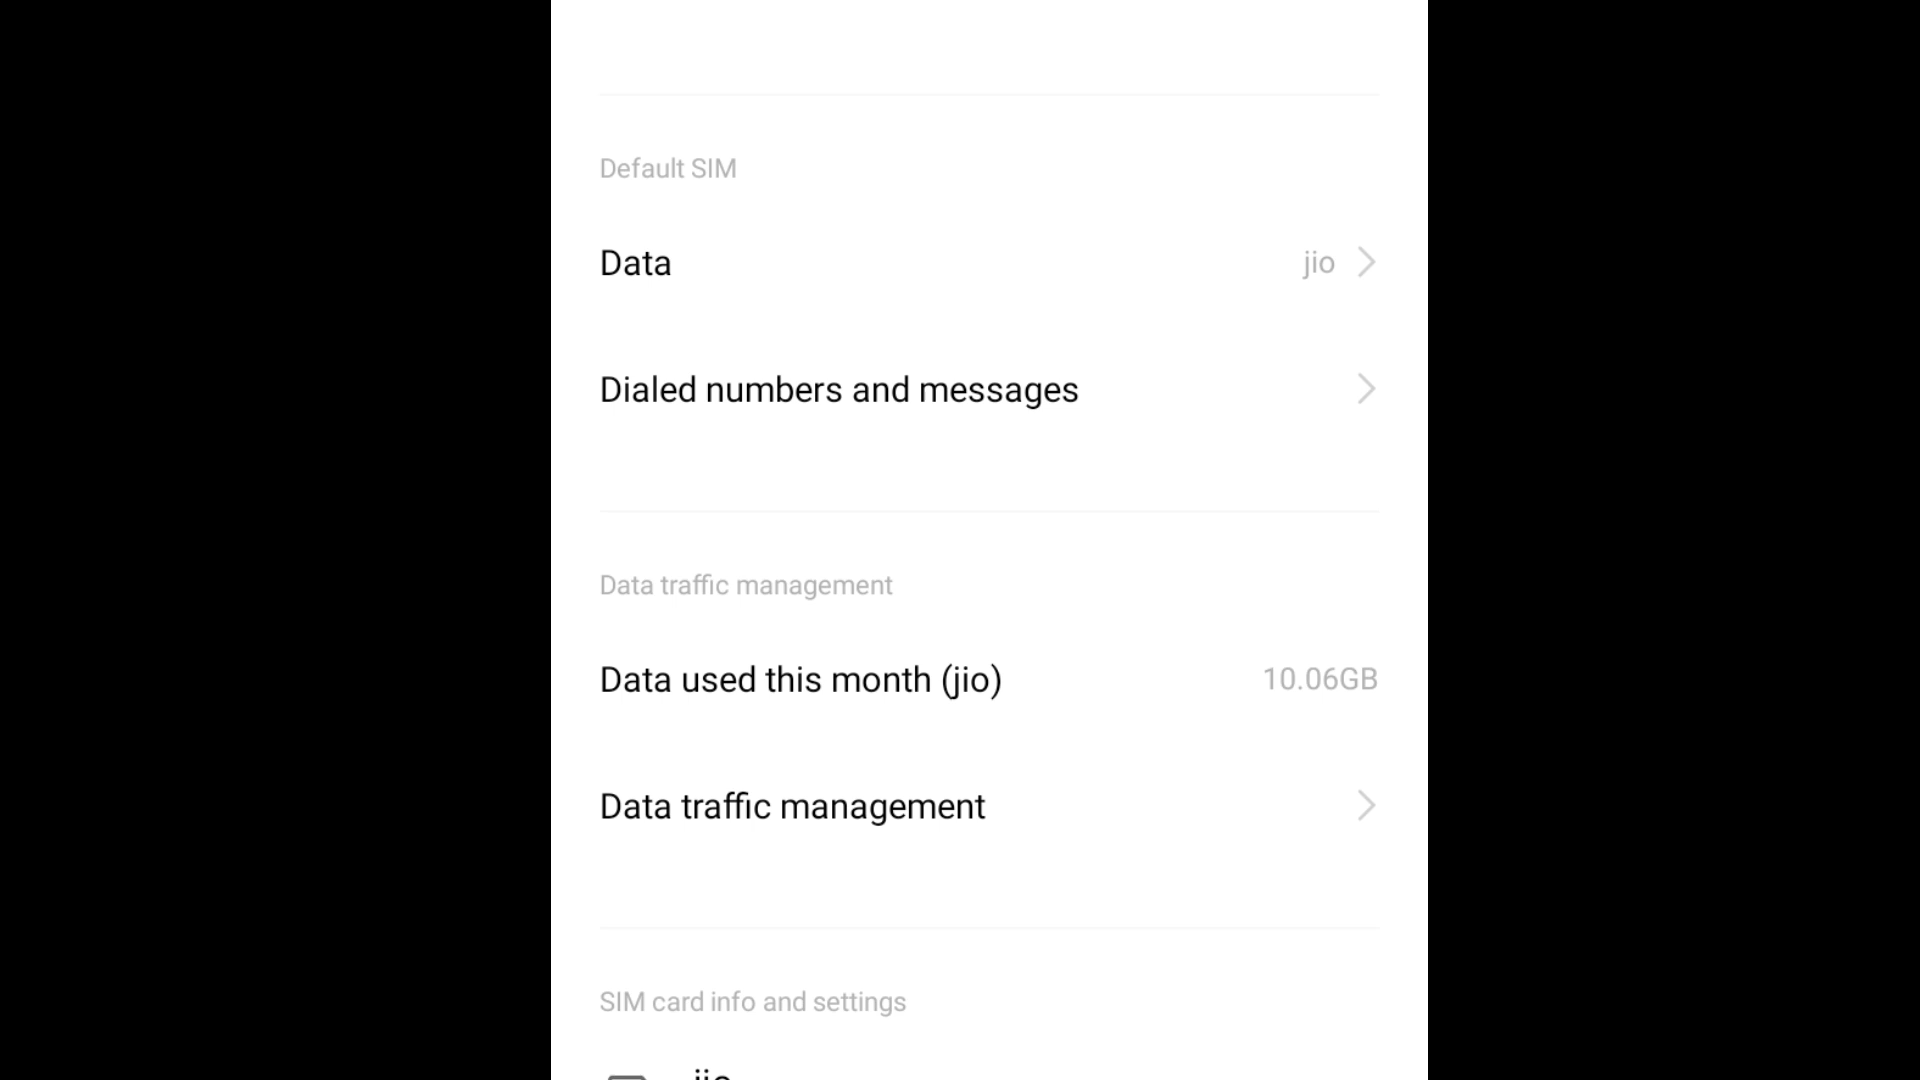 Default SIM
Data jio
Dialed numbers and messages
Data traffic management
Data used this month (jio) 10.06GB
Data traffic management
SIM card info and settings
jio